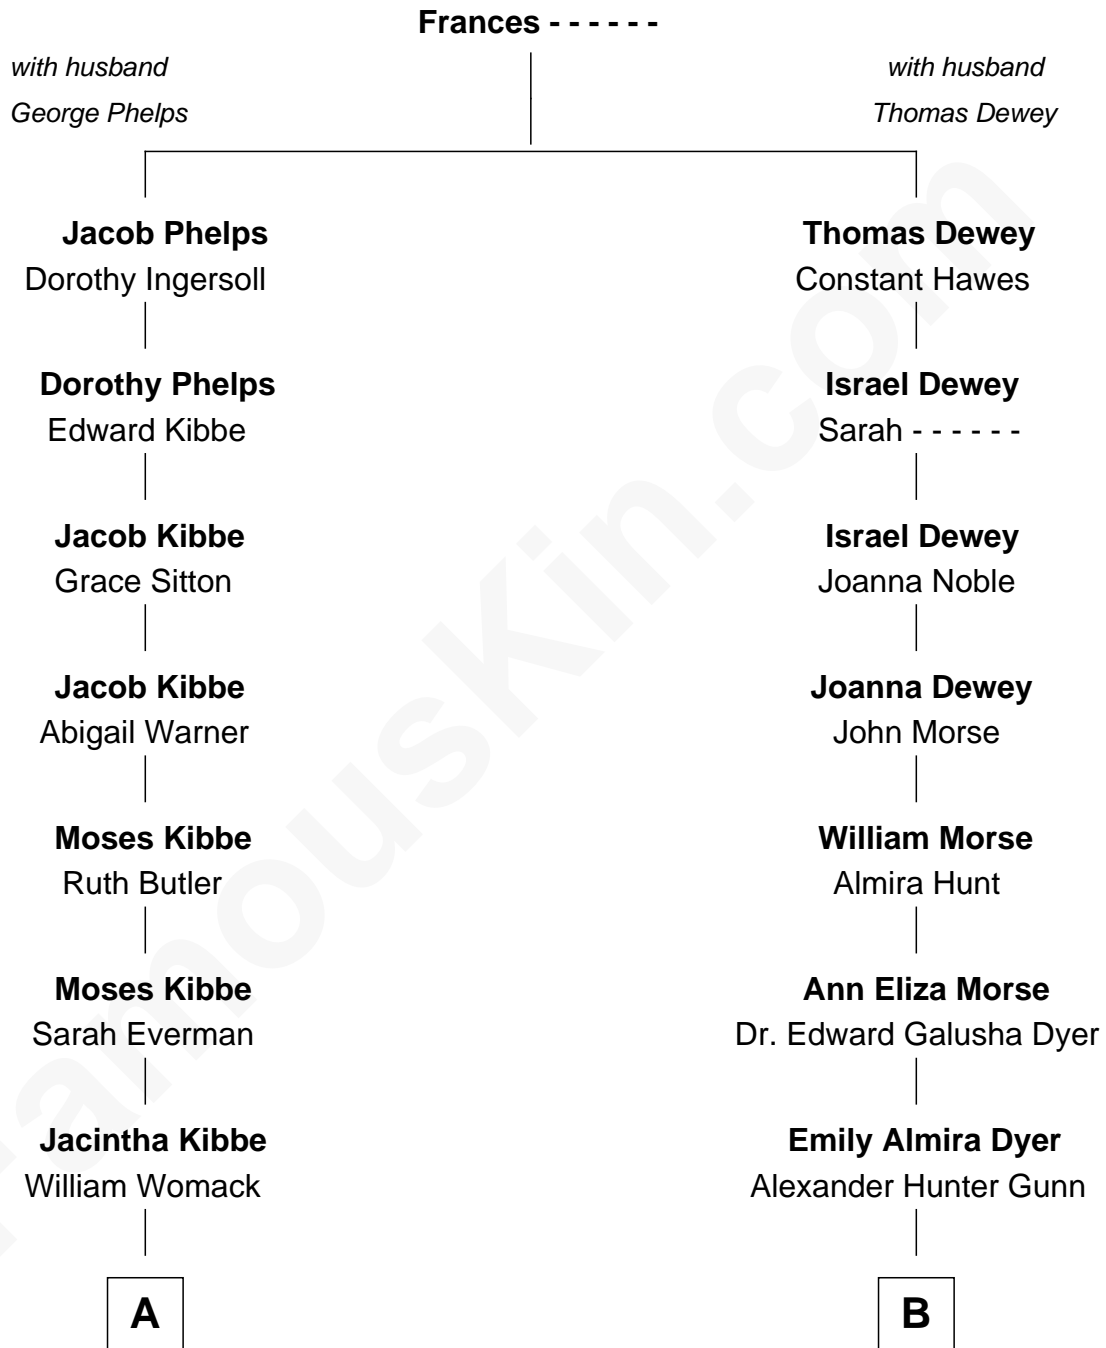 Frances - - - - - -
with husband
George Phelps
with husband
Thomas Dewey
Jacob Phelps
Dorothy Ingersoll
Dorothy Phelps
Edward Kibbe
Jacob Kibbe
Grace Sitton
Jacob Kibbe
Abigail Warner
Moses Kibbe
Ruth Butler
Moses Kibbe
Sarah Everman
Jacintha Kibbe
William Womack
A
Thomas Dewey
Constant Hawes
Israel Dewey
Sarah - - - - - -
Israel Dewey
Joanna Noble
Joanna Dewey
John Morse
William Morse
Almira Hunt
Ann Eliza Morse
Dr. Edward Galusha Dyer
Emily Almira Dyer
Alexander Hunter Gunn
B
FamousKin.com